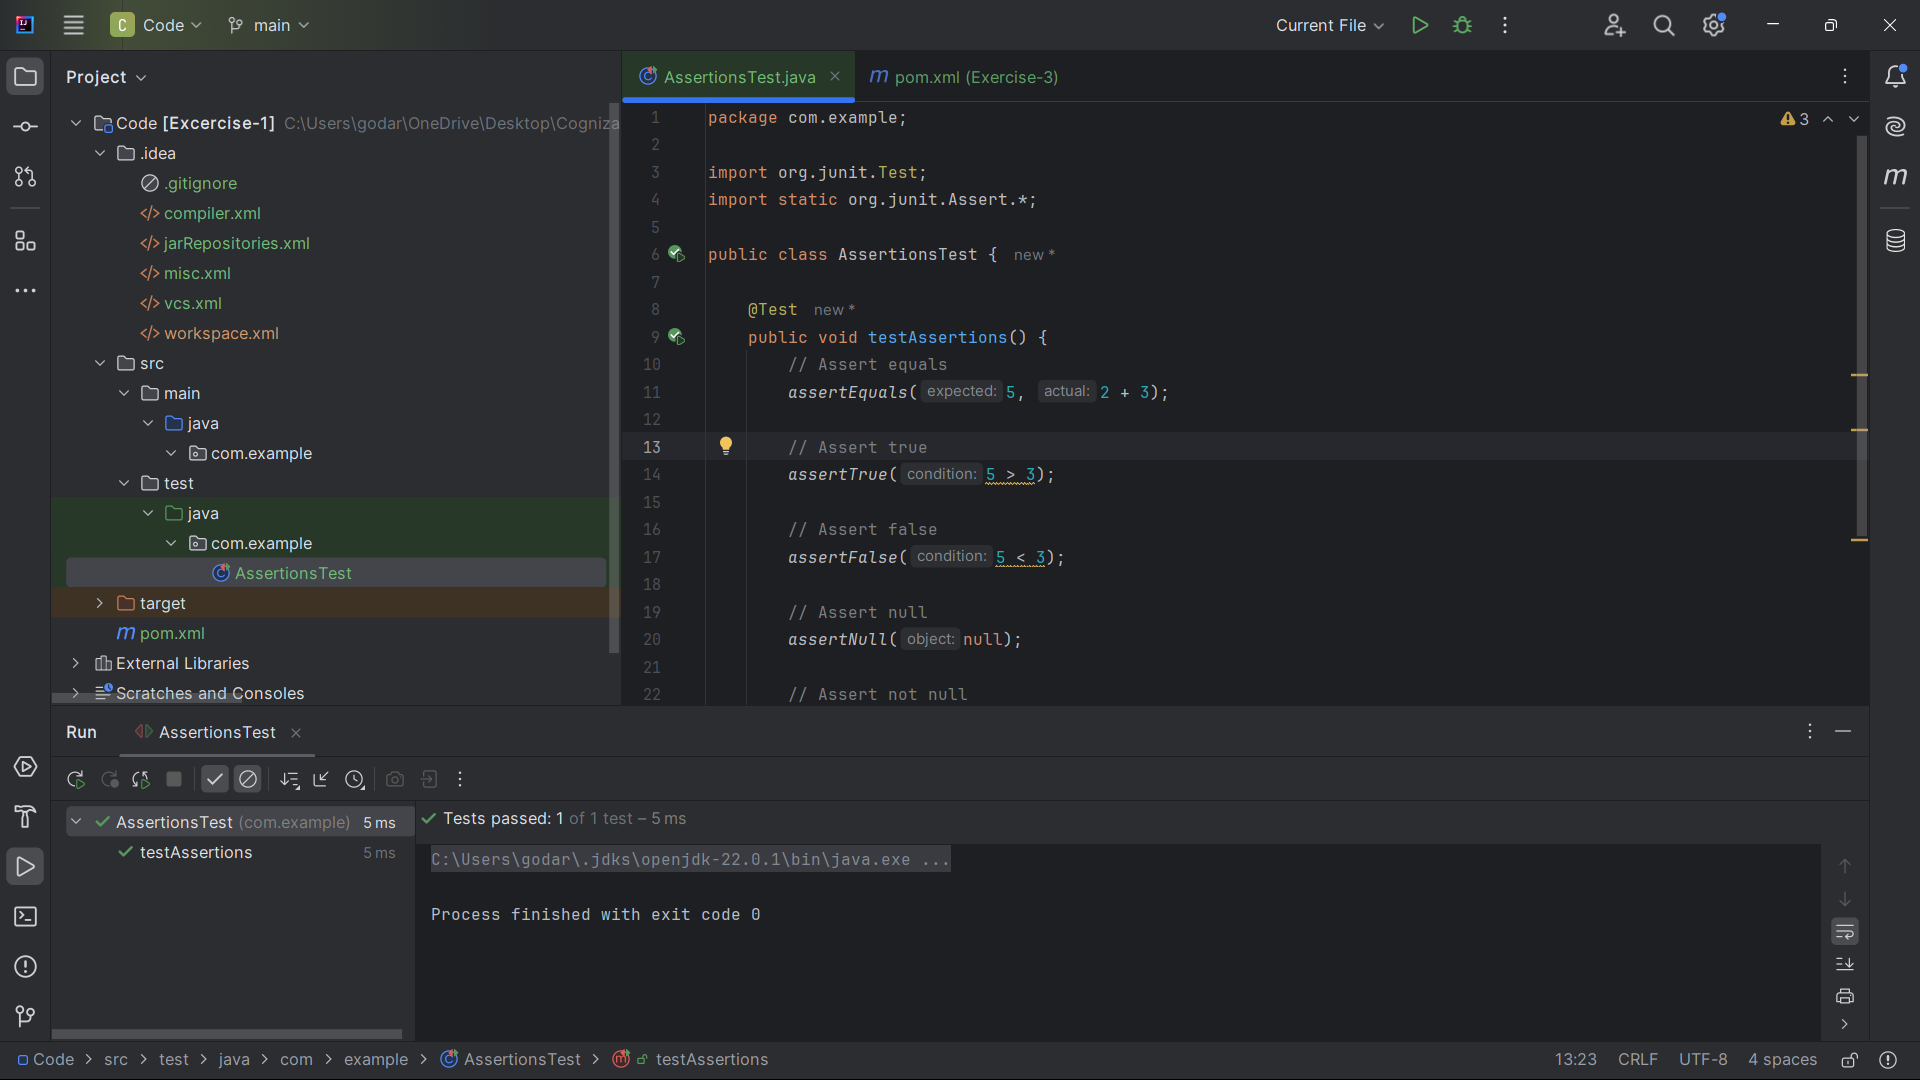 C Code main Current File
Project
AssertionsTest.java pom.xml (Exercise-3)
Code [Excercise-1] C:\Users\godar\OneDrive\Desktop\Cogniza
.idea
.gitignore
compiler.xml
jarRepositories.xml
misc.xml
vcs.xml
workspace.xml
src
main
java
com.example
test
java
com.example
AssertionsTest
target
pom.xml
External Libraries
Scratches and Consoles
3
1 package com.example;
2
3 import org.junit.Test;
4 import static org.junit.Assert.*;
5
6 public class AssertionsTest { new *
7
8 @Test new *
9 public void testAssertions() {
10 // Assert equals
11 assertEquals( expected: 5, actual: 2 + 3);
12
13 // Assert true
14 assertTrue( condition: 5 > 3);
15
16 // Assert false
17 assertFalse( condition: 5 < 3);
18
19 // Assert null
20 assertNull( object: null);
21
22 // Assert not null
Run AssertionsTest
AssertionsTest (com.example) 5 ms
testAssertions 5 ms
Tests passed: 1 of 1 test – 5 ms
C:\Users\godar\.jdks\openjdk-22.0.1\bin\java.exe ...
Process finished with exit code 0
Code > src > test > java > com > example > AssertionsTest > testAssertions
13:23 CRLF UTF-8 4 spaces